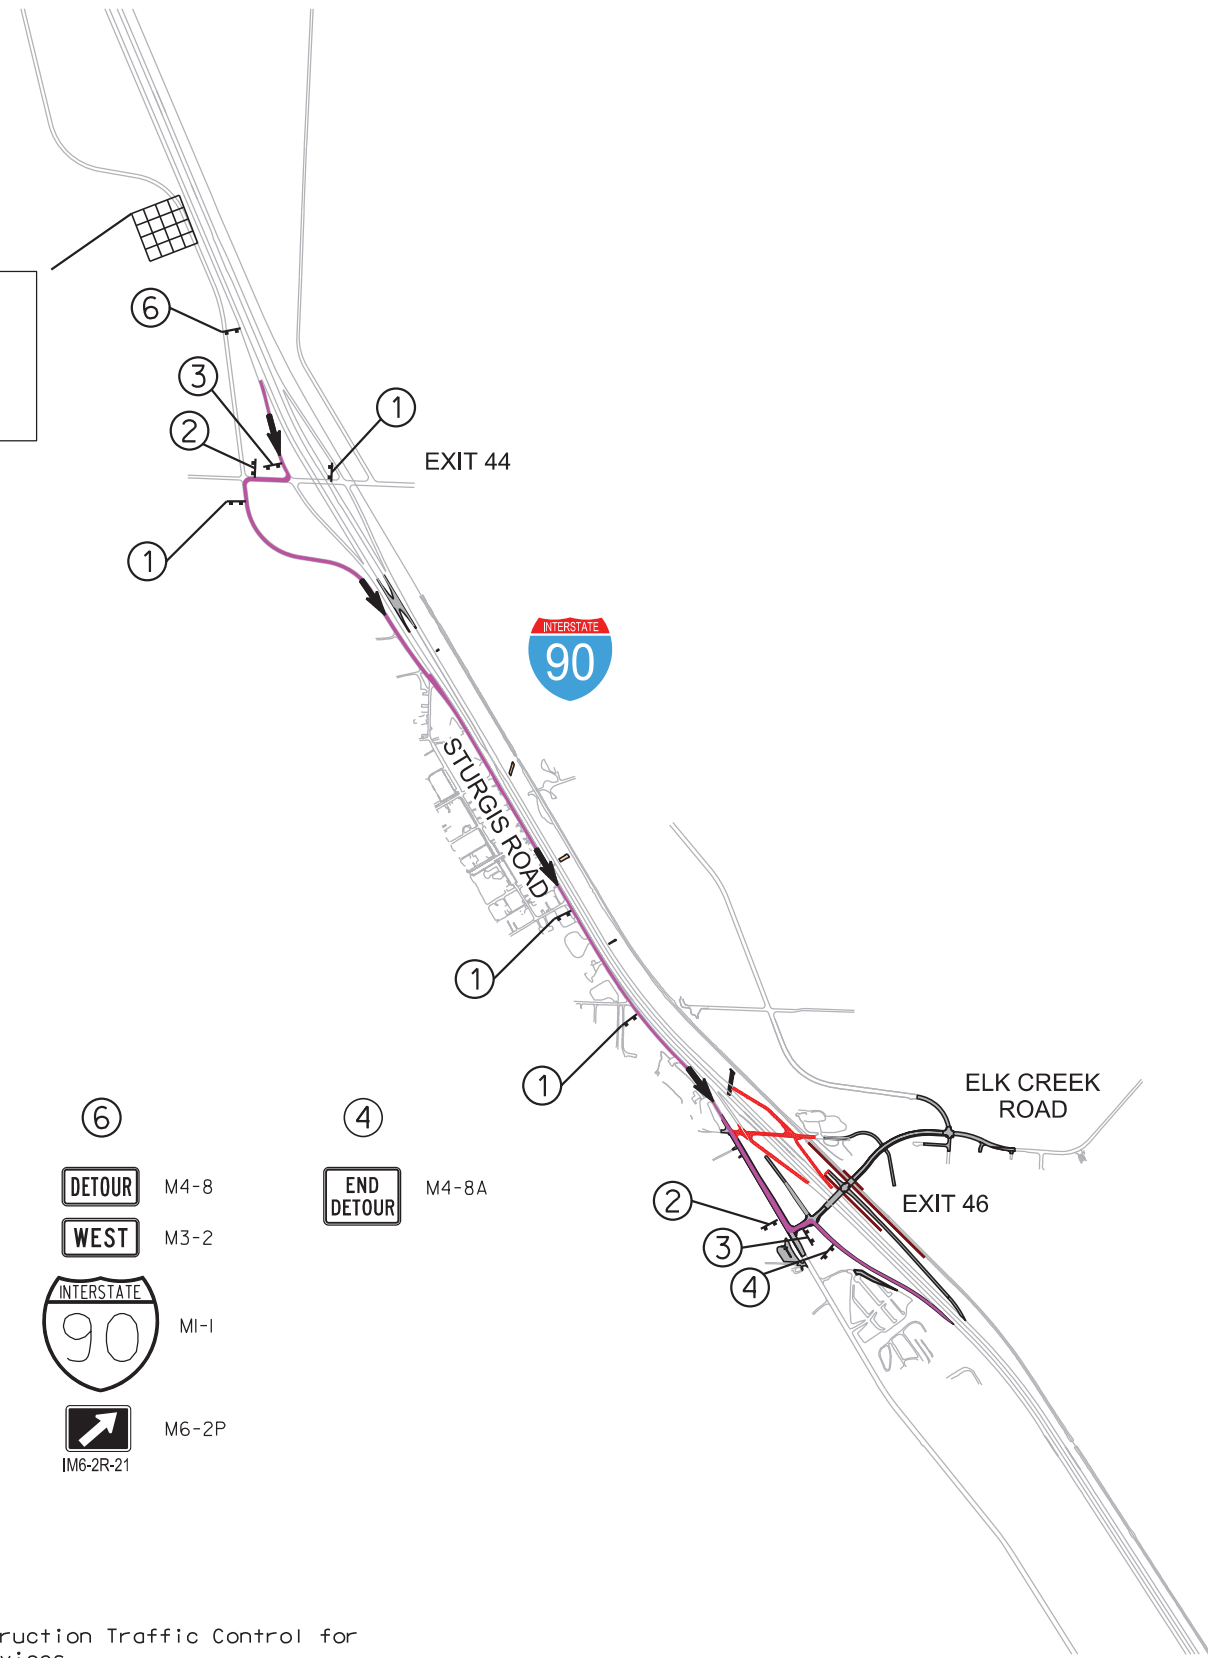 6
3
2
1
EXIT 44
1
INTERSTATE
90
STURGIS ROAD
1
1
ELK CREEK
ROAD
EXIT 46
2
3
4
6
4
DETOUR
M4-8
END
DETOUR
M4-8A
WEST
M3-2
INTERSTATE
90
M1-1
M6-2P
IM6-2R-21
ruction Traffic Control for